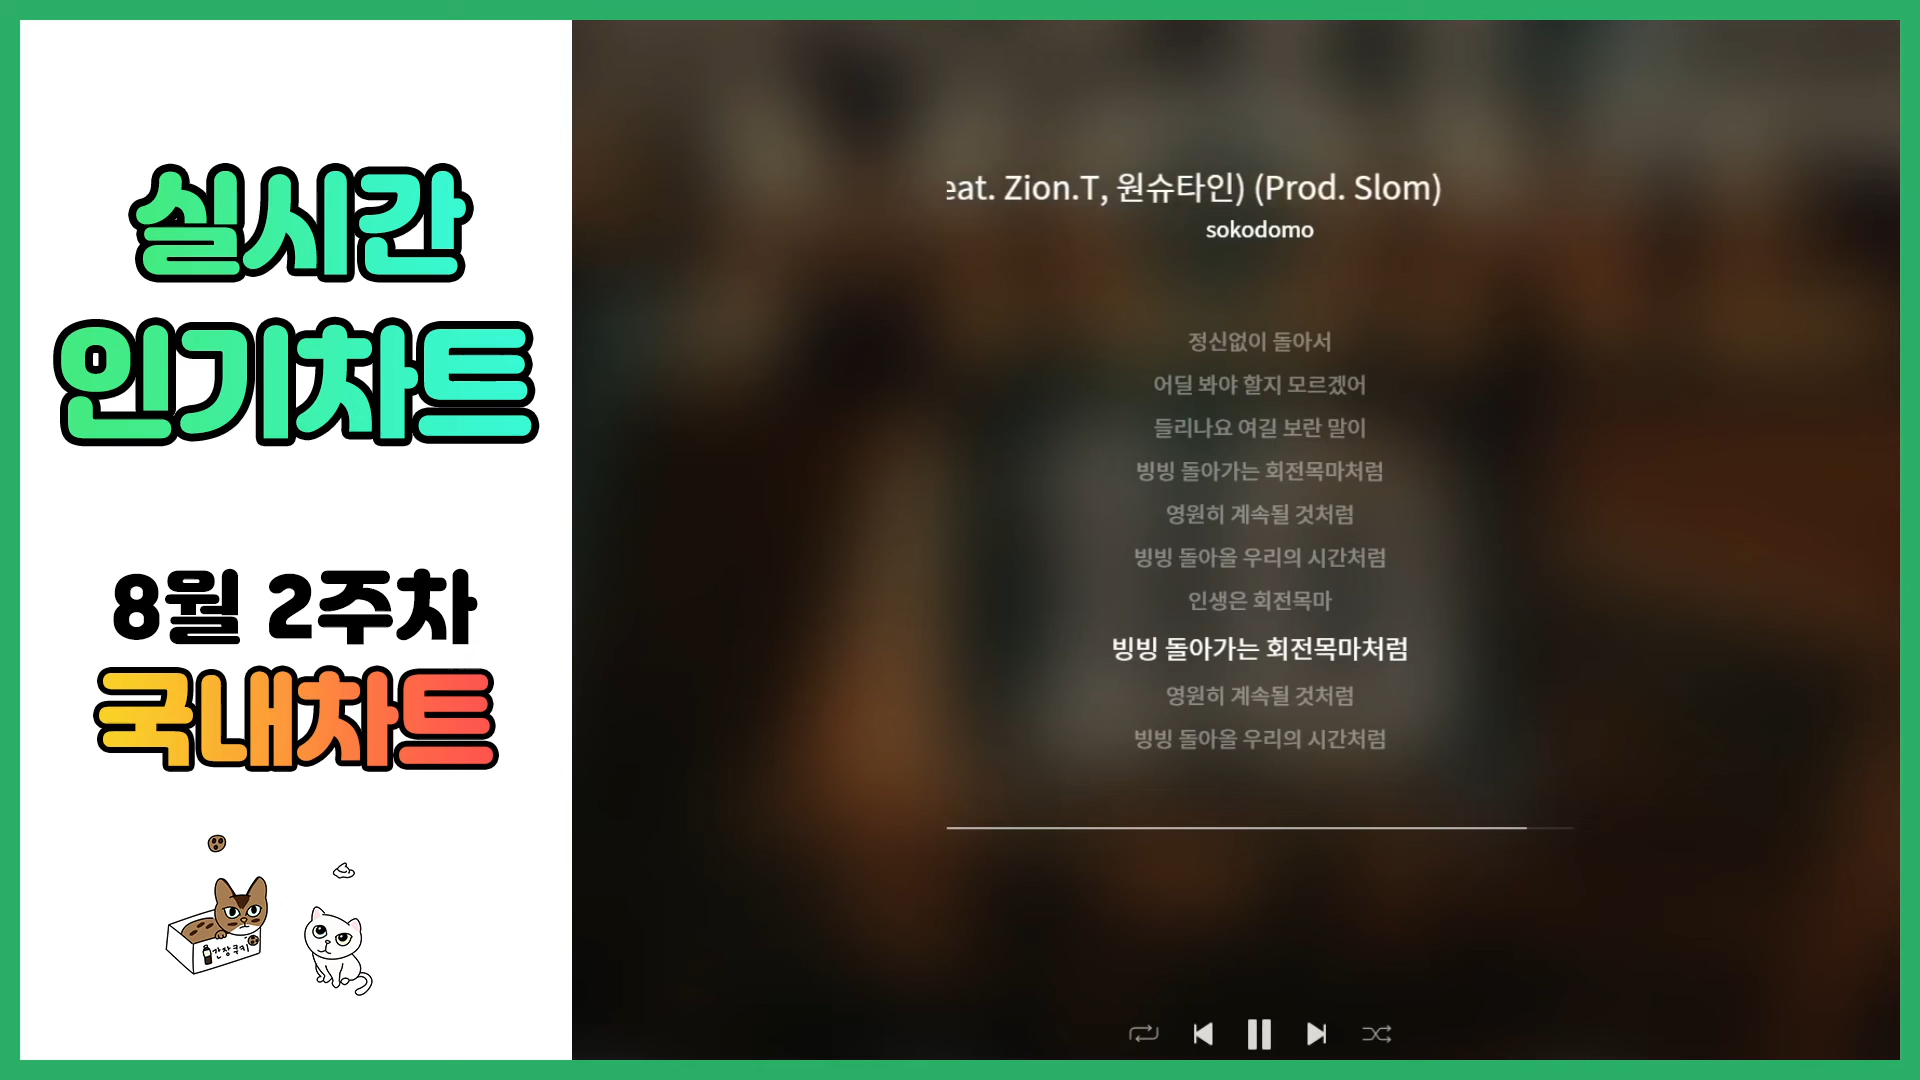 실시간
인기차트
8월 2주차
국내차트
간장쿡키
eat. Zion.T, 원슈타인) (Prod. Slom)
sokodomo
정신없이 돌아서
어딜 봐야 할지 모르겠어
들리나요 여길 보란 말이
빙빙 돌아가는 회전목마처럼
영원히 계속될 것처럼
빙빙 돌아올 우리의 시간처럼
인생은 회전목마
빙빙 돌아가는 회전목마처럼
영원히 계속될 것처럼
빙빙 돌아올 우리의 시간처럼